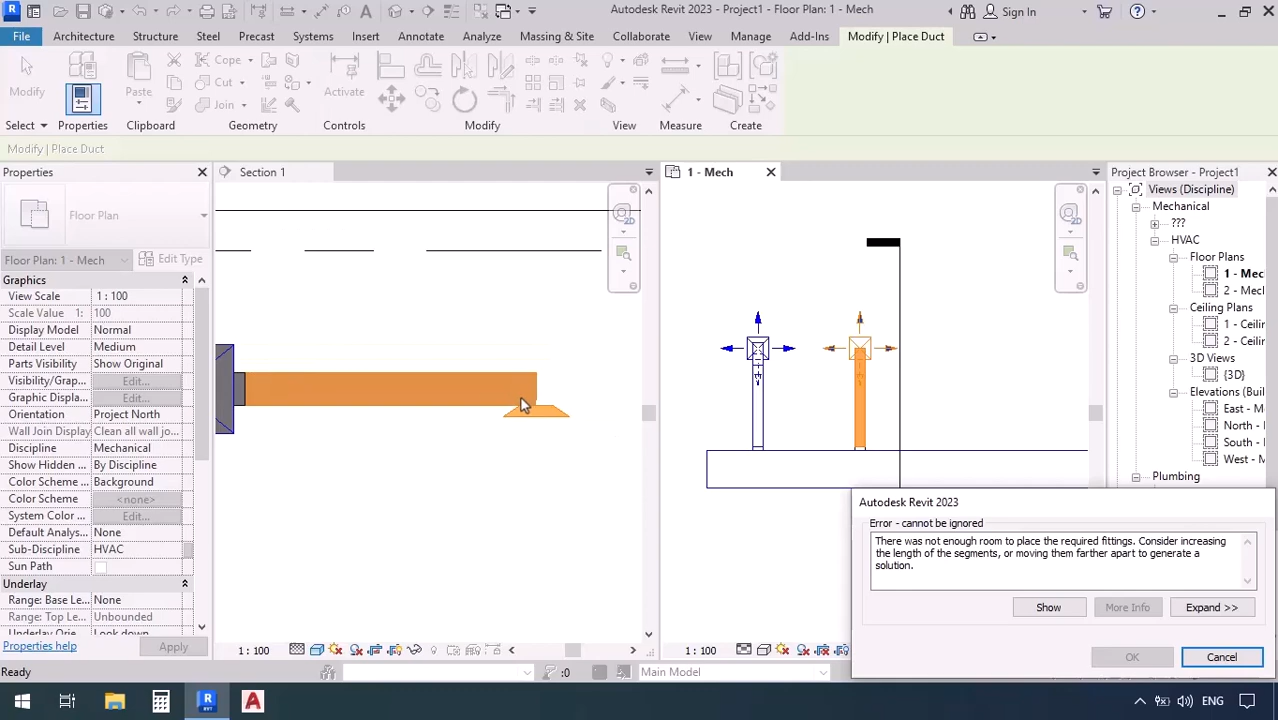 Autodesk Revit 2023 - Project1 - Floor Plan: 1 - Mech
Sign In
File
Architecture
Structure
Steel
Precast
Systems
Insert
Annotate
Analyze
Massing & Site
Collaborate
View
Manage
Add-Ins
Modify | Place Duct
Modify
Paste
Cope
Cut
Join
Activate
Select
Properties
Clipboard
Geometry
Controls
Modify
View
Measure
Create
Modify | Place Duct
Properties
Section 1
1 - Mech
Project Browser - Project1
Floor Plan
Floor Plan: 1 - Mech
Edit Type
Graphics
View Scale 1 : 100
Scale Value 1: 100
Display Model Normal
Detail Level Medium
Parts Visibility Show Original
Visibility/Grap... Edit...
Graphic Displa... Edit...
Orientation Project North
Wall Join Display Clean all wall jo...
Discipline Mechanical
Show Hidden ... By Discipline
Color Scheme ... Background
Color Scheme <none>
System Color ... Edit...
Default Analys... None
Sub-Discipline HVAC
Sun Path
Underlay
Range: Base Le... None
Range: Top Le... Unbounded
Underlay Orie... Look down
Properties help
Apply
2D
2D
Views (Discipline)
Mechanical
???
HVAC
Floor Plans
1 - Mec
2 - Mech
Ceiling Plans
1 - Ceilin
2 - Ceilin
3D Views
{3D}
Elevations (Buil
East - M
North -
South -
West - M
Plumbing
Autodesk Revit 2023
Error - cannot be ignored
There was not enough room to place the required fittings. Consider increasing
the length of the segments, or moving them farther apart to generate a
solution.
Show
More Info
Expand >>
OK
Cancel
1 : 100
1 : 100
Ready
:0
Main Model
ENG